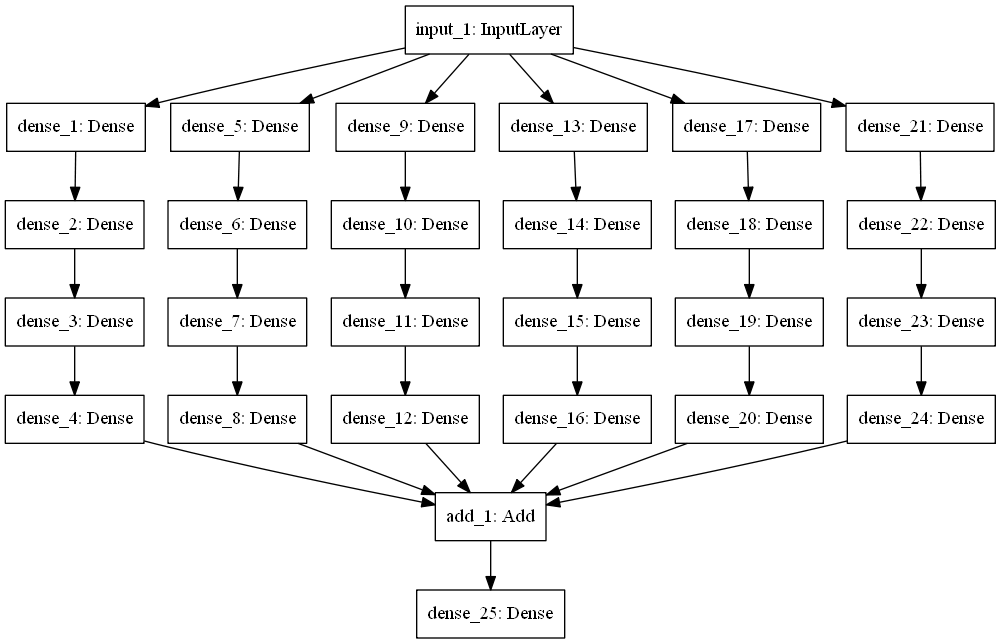 input_1: InputLayer
dense_1: Dense
dense_5: Dense
dense_9: Dense
dense_13: Dense
dense_17: Dense
dense_21: Dense
dense_2: Dense
dense_6: Dense
dense_10: Dense
dense_14: Dense
dense_18: Dense
dense_22: Dense
dense_3: Dense
dense_7: Dense
dense_11: Dense
dense_15: Dense
dense_19: Dense
dense_23: Dense
dense_4: Dense
dense_8: Dense
dense_12: Dense
dense_16: Dense
dense_20: Dense
dense_24: Dense
add_1: Add
dense_25: Dense